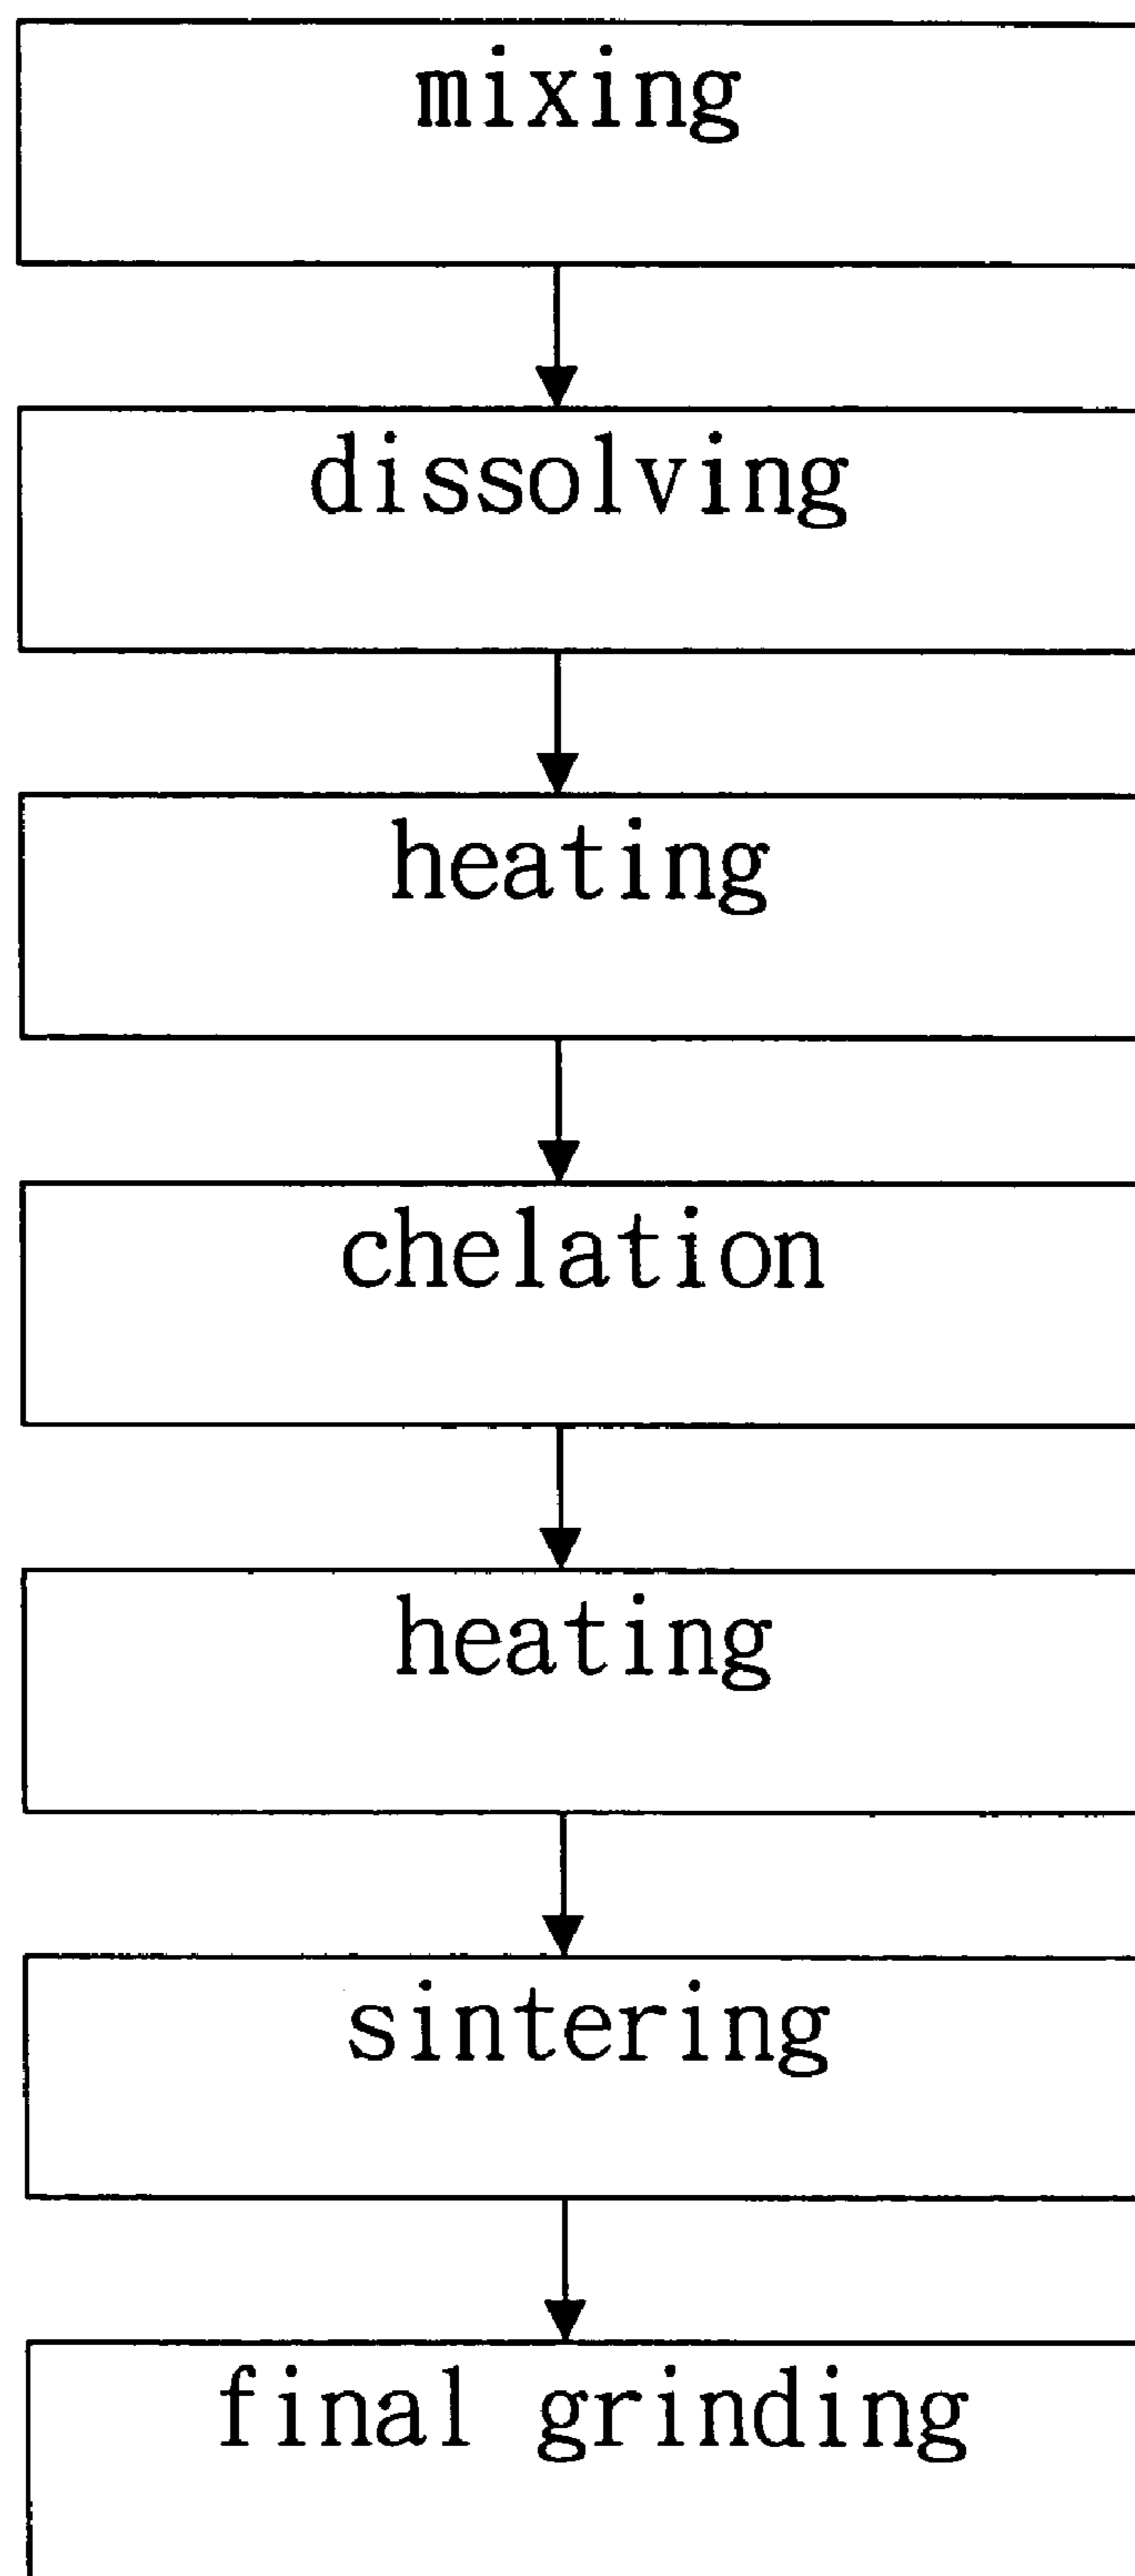 mixing
dissolving
heating
chelation
heating
sintering
final grinding